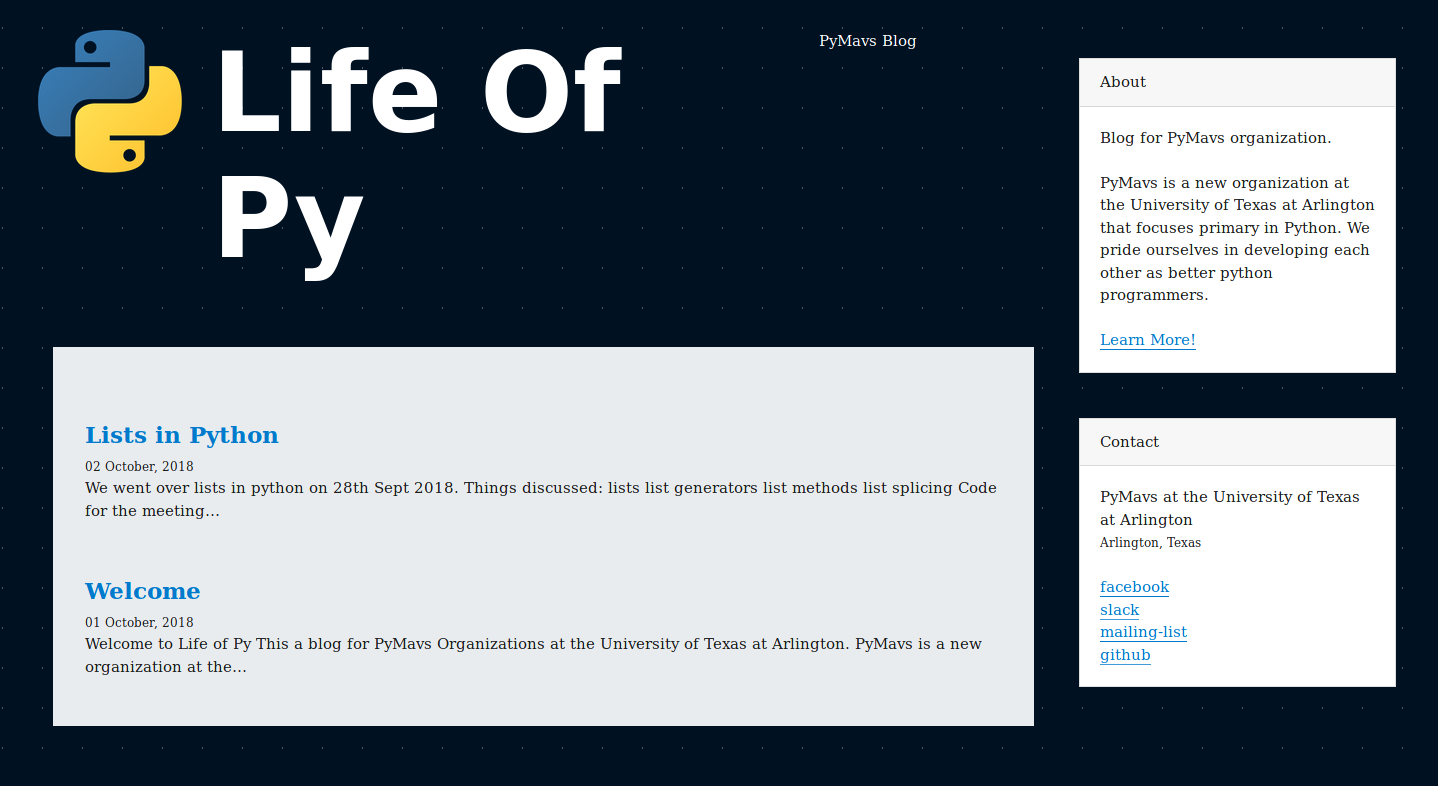 Life Of
Py
PyMavs Blog
Lists in Python
02 October, 2018
We went over lists in python on 28th Sept 2018. Things discussed: lists list generators list methods list splicing Code
for the meeting...
Welcome
01 October, 2018
Welcome to Life of Py This a blog for PyMavs Organizations at the University of Texas at Arlington. PyMavs is a new
organization at the...
About
Blog for PyMavs organization.
PyMavs is a new organization at
the University of Texas at Arlington
that focuses primary in Python. We
pride ourselves in developing each
other as better python
programmers.
Learn More!
Contact
PyMavs at the University of Texas
at Arlington
Arlington, Texas
facebook
slack
mailing-list
github